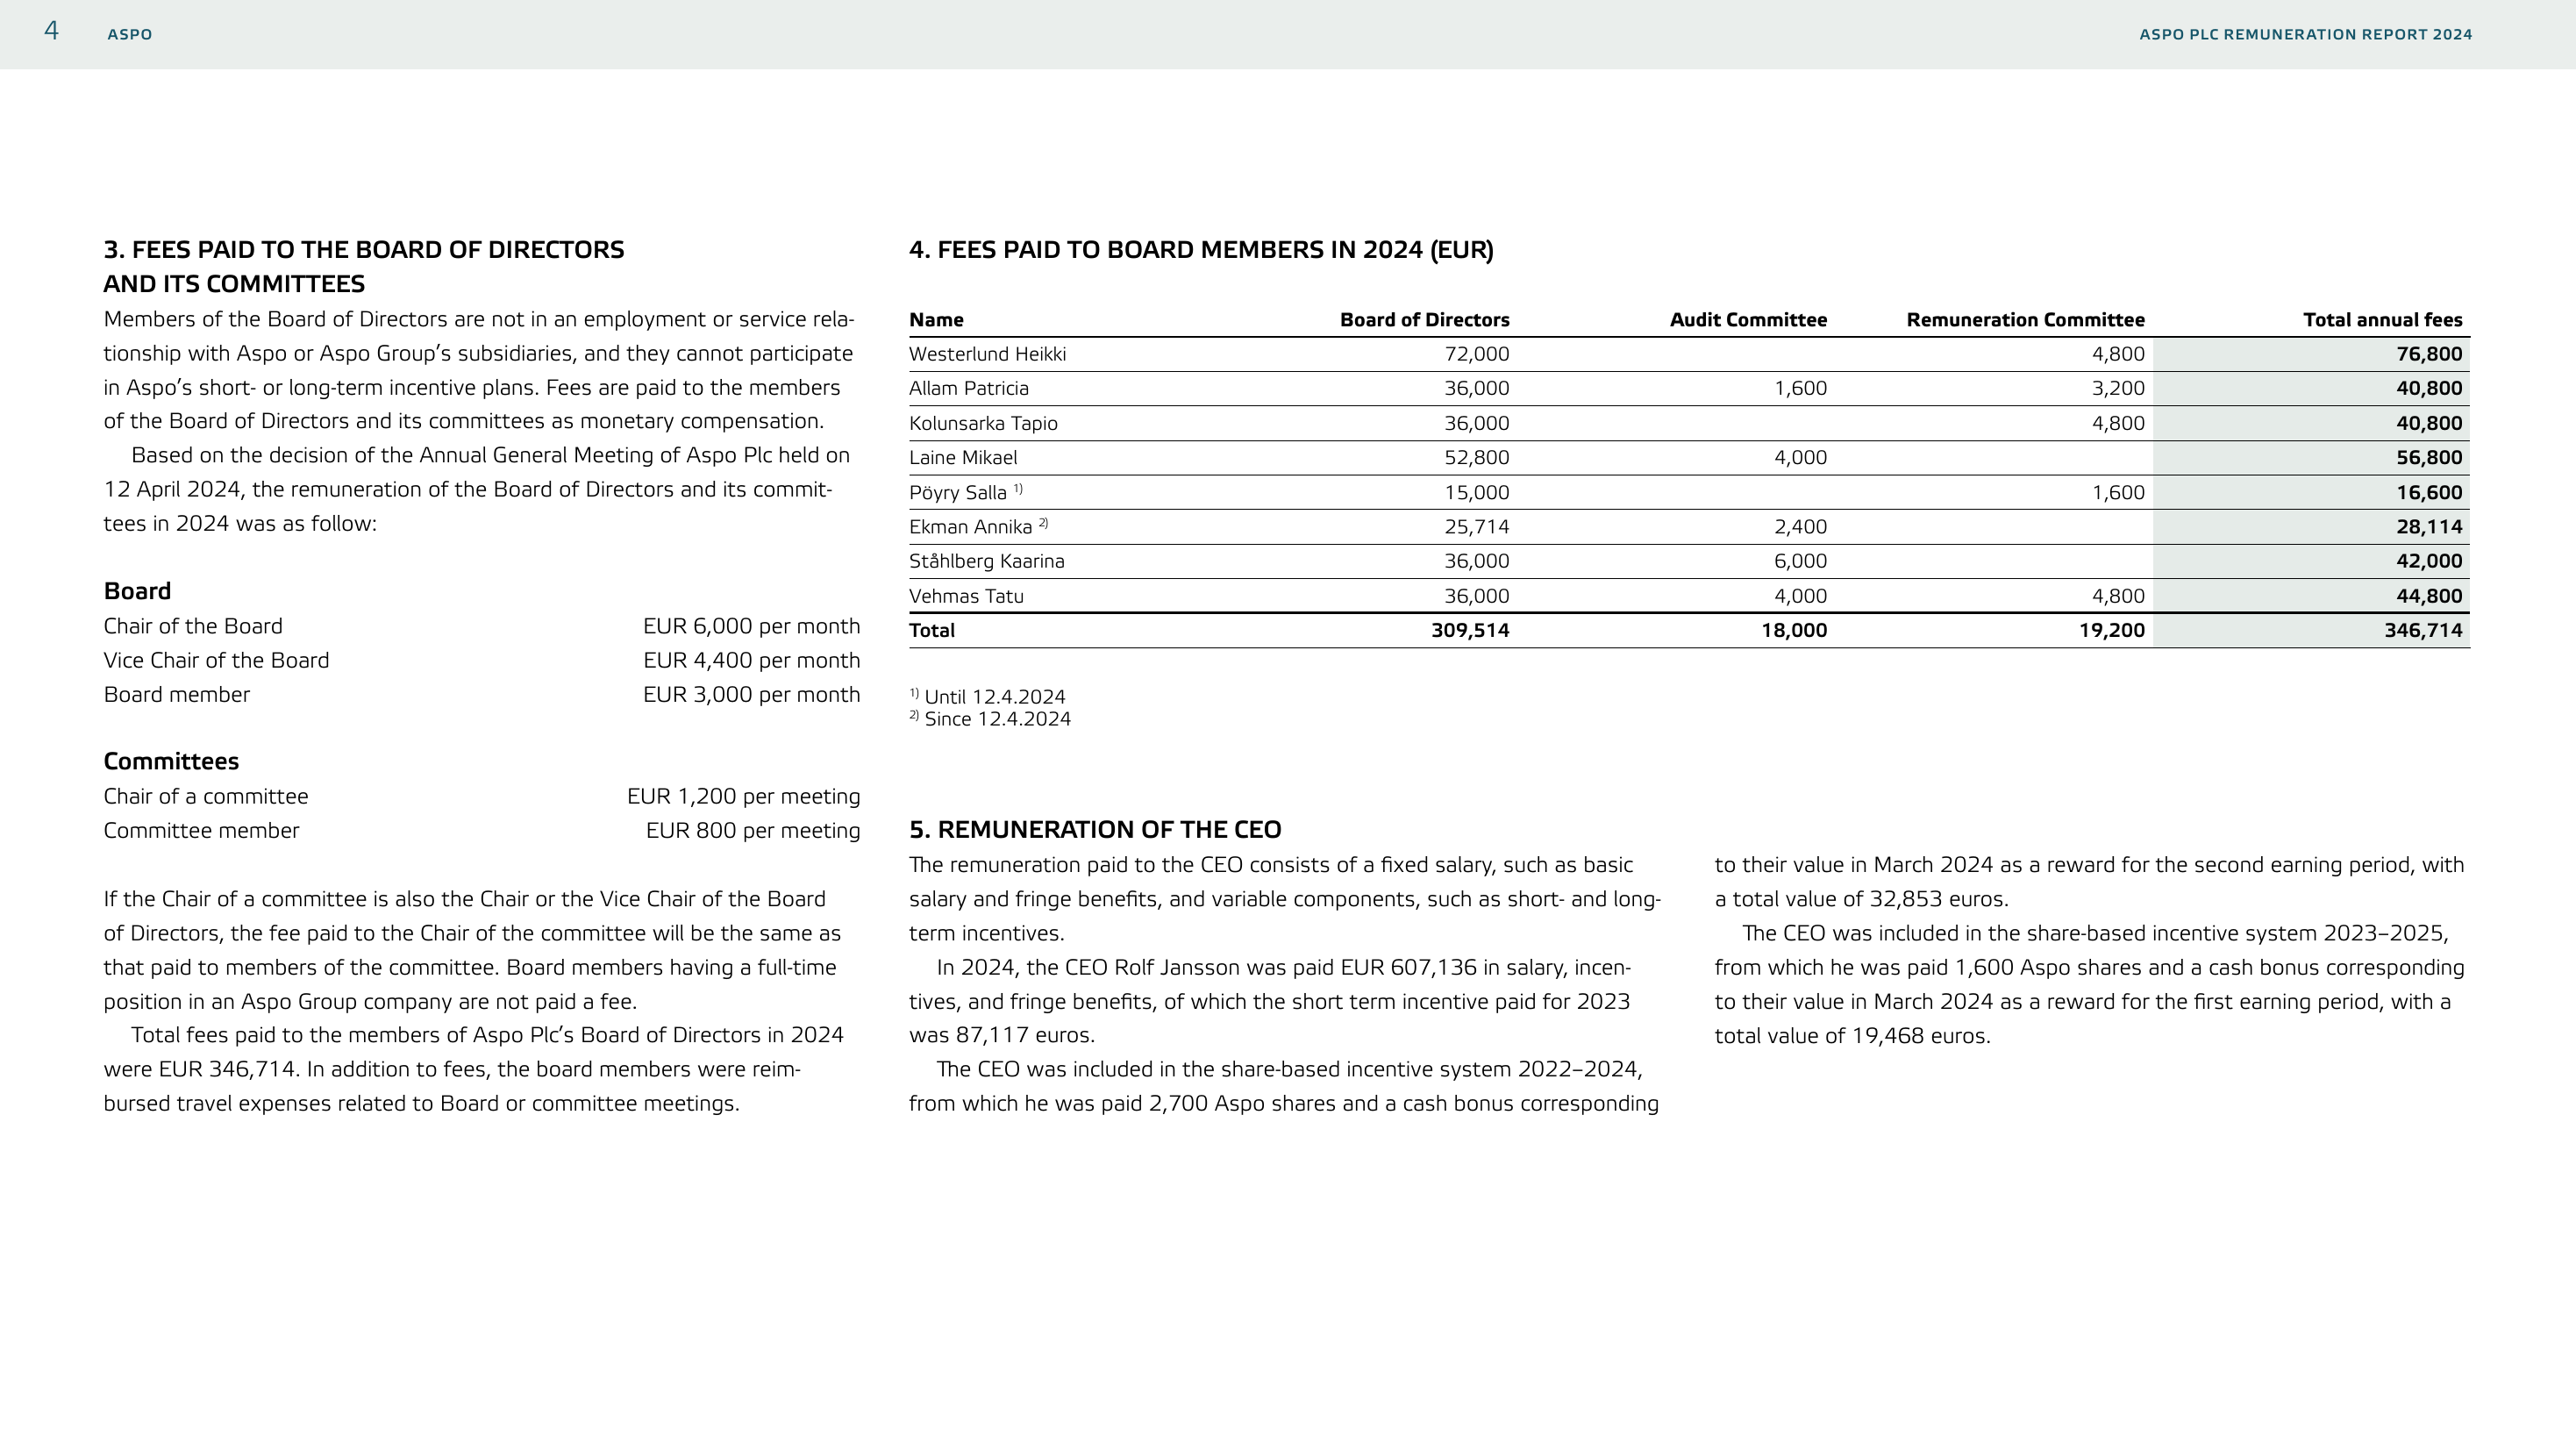 4 ASPO
ASPO PLC REMUNERATION REPORT 2024
3. FEES PAID TO THE BOARD OF DIRECTORS
AND ITS COMMITTEES
Members of the Board of Directors are not in an employment or service rela-
tionship with Aspo or Aspo Group’s subsidiaries, and they cannot participate
in Aspo’s short- or long-term incentive plans. Fees are paid to the members
of the Board of Directors and its committees as monetary compensation.
Based on the decision of the Annual General Meeting of Aspo Plc held on
12 April 2024, the remuneration of the Board of Directors and its commit-
tees in 2024 was as follow:
Board
Chair of the Board EUR 6,000 per month
Vice Chair of the Board EUR 4,400 per month
Board member EUR 3,000 per month
Committees
Chair of a committee EUR 1,200 per meeting
Committee member EUR 800 per meeting
If the Chair of a committee is also the Chair or the Vice Chair of the Board
of Directors, the fee paid to the Chair of the committee will be the same as
that paid to members of the committee. Board members having a full-time
position in an Aspo Group company are not paid a fee.
Total fees paid to the members of Aspo Plc’s Board of Directors in 2024
were EUR 346,714. In addition to fees, the board members were reim-
bursed travel expenses related to Board or committee meetings.
4. FEES PAID TO BOARD MEMBERS IN 2024 (EUR)
Name Board of Directors Audit Committee Remuneration Committee Total annual fees
Westerlund Heikki 72,000 4,800 76,800
Allam Patricia 36,000 1,600 3,200 40,800
Kolunsarka Tapio 36,000 4,800 40,800
Laine Mikael 52,800 4,000 56,800
Pöyry Salla 1) 15,000 1,600 16,600
Ekman Annika 2) 25,714 2,400 28,114
Ståhlberg Kaarina 36,000 6,000 42,000
Vehmas Tatu 36,000 4,000 4,800 44,800
Total 309,514 18,000 19,200 346,714
1) Until 12.4.2024
2) Since 12.4.2024
5. REMUNERATION OF THE CEO
The remuneration paid to the CEO consists of a fixed salary, such as basic
salary and fringe benefits, and variable components, such as short- and long-
term incentives.
In 2024, the CEO Rolf Jansson was paid EUR 607,136 in salary, incen-
tives, and fringe benefits, of which the short term incentive paid for 2023
was 87,117 euros.
The CEO was included in the share-based incentive system 2022–2024,
from which he was paid 2,700 Aspo shares and a cash bonus corresponding
to their value in March 2024 as a reward for the second earning period, with
a total value of 32,853 euros.
The CEO was included in the share-based incentive system 2023–2025,
from which he was paid 1,600 Aspo shares and a cash bonus corresponding
to their value in March 2024 as a reward for the first earning period, with a
total value of 19,468 euros.